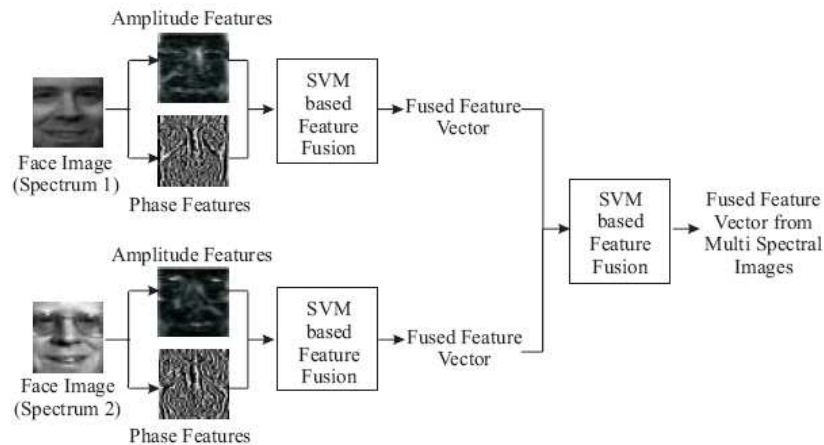 Amplitude Features
Face Image
(Spectrum 1)
Phase Features
SVM
based
Feature
Fusion
Fused Feature
Vector
Amplitude Features
Face Image
(Spectrum 2)
Phase Features
SVM
based
Feature
Fusion
Fused Feature
Vector
SVM
based
Feature
Fusion
Fused Feature
Vector from
Multi Spectral
Images